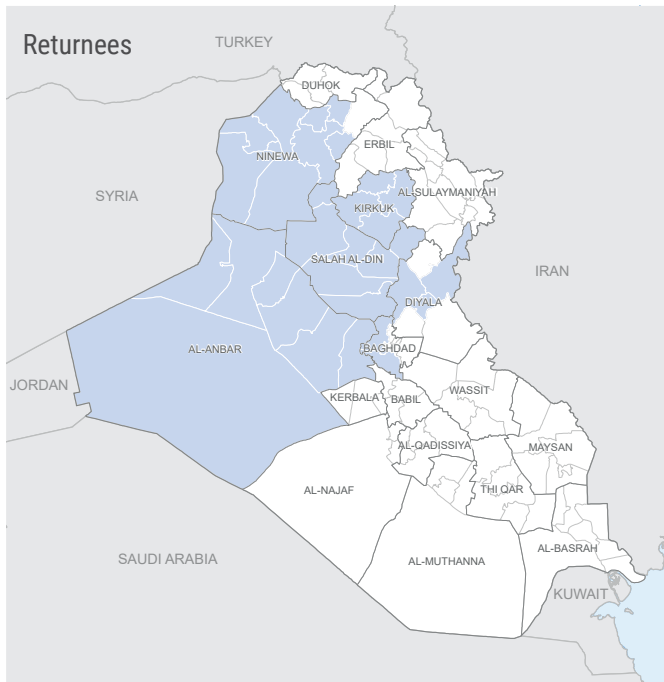 Returnees
TURKEY
DUHOK
ERBIL
NINEWA
AL-SULAYMANIYAH
SYRIA
KIRKUK
SALAH AL-DIN
IRAN
DIYALA
AL-ANBAR
BAGHDAD
JORDAN
KERBALA
BABIL
WASSIT
AL-QADISSIYA
MAYSAN
AL-NAJAF
THI QAR
SAUDI ARABIA
AL-MUTHANNA
AL-BASRAH
KUWAIT